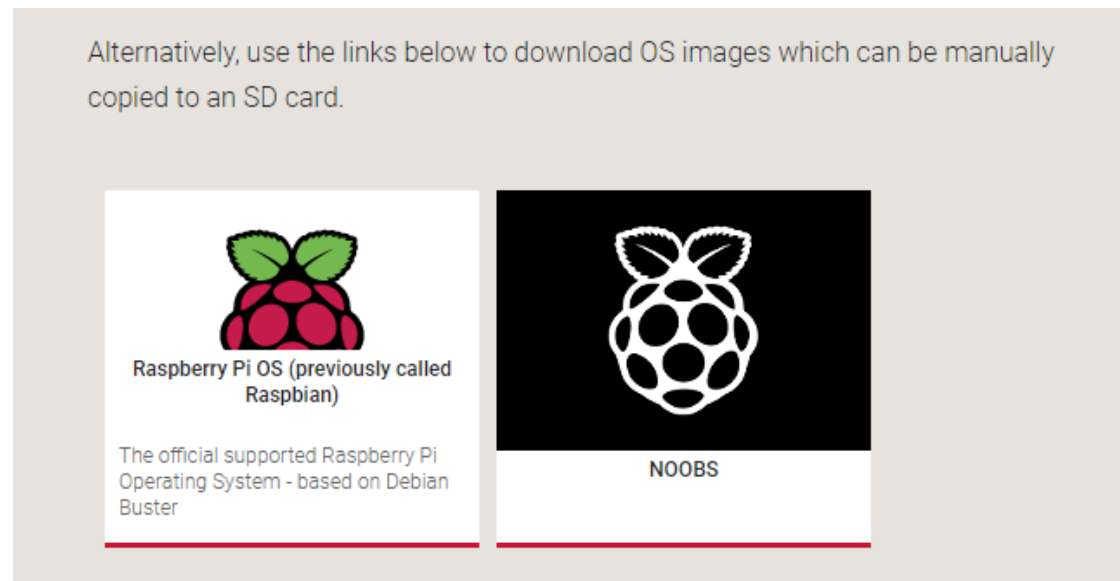 Alternatively, use the links below to download OS images which can be manually
copied to an SD card.
Raspberry Pi OS (previously called
Raspbian)
The official supported Raspberry Pi
Operating System - based on Debian
Buster
NOOBS